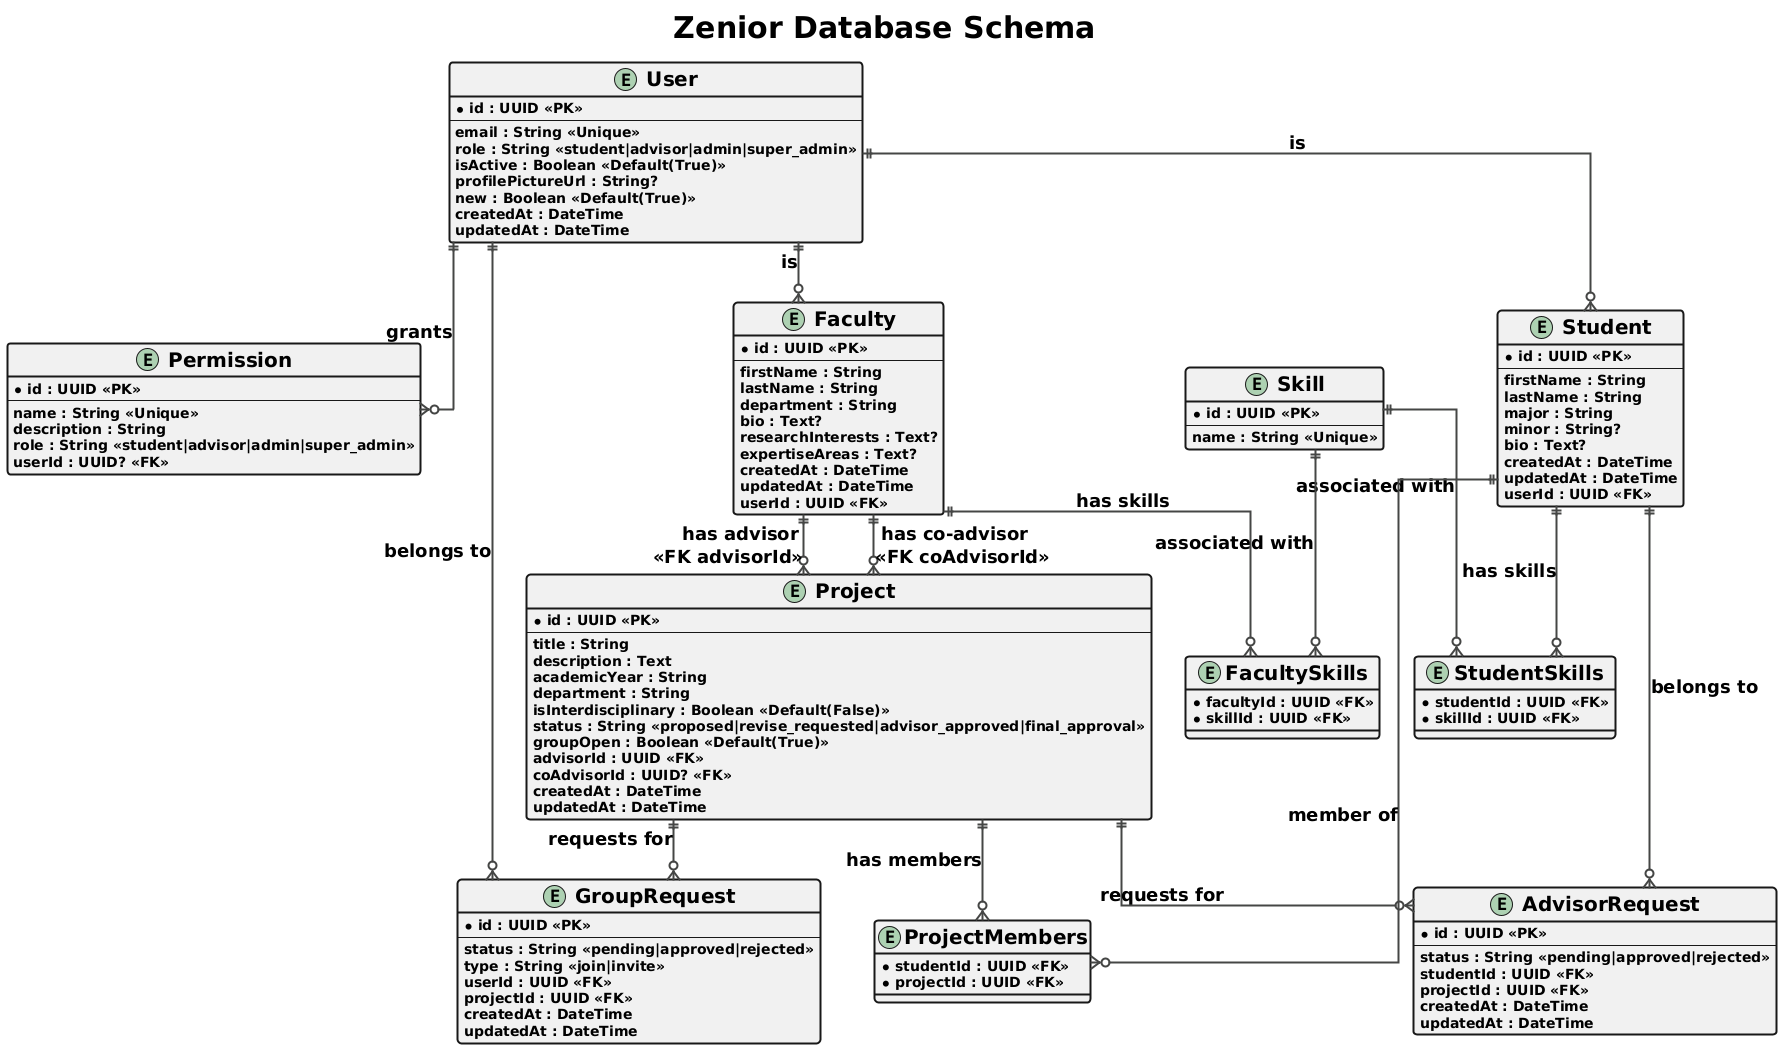 Zenior Database Schema
E User
* id : UUID «PK»
email : String «Unique»
role : String «student|advisor|admin|super_admin»
isActive : Boolean «Default(True)»
profilePictureUrl : String?
new : Boolean «Default(True)»
createdAt : DateTime
updatedAt : DateTime
is
is
grants
E Permission
* id : UUID «PK»
name : String «Unique»
description : String
role : String «student|advisor|admin|super_admin»
userId : UUID? «FK»
E Faculty
* id : UUID «PK»
firstName : String
lastName : String
department : String
bio : Text?
researchInterests : Text?
expertiseAreas : Text?
createdAt : DateTime
updatedAt : DateTime
userId : UUID «FK»
E Skill
* id : UUID «PK»
name : String «Unique»
E Student
* id : UUID «PK»
firstName : String
lastName : String
major : String
minor : String?
bio : Text?
createdAt : DateTime
updatedAt : DateTime
userId : UUID «FK»
belongs to
has advisor
«FK advisorId»
has co-advisor
«FK coAdvisorId»
has skills
associated with
associated with
has skills
E Project
* id : UUID «PK»
title : String
description : Text
academicYear : String
department : String
isInterdisciplinary : Boolean «Default(False)»
status : String «proposed|revise_requested|advisor_approved|final_approval»
groupOpen : Boolean «Default(True)»
advisorId : UUID «FK»
coAdvisorId : UUID? «FK»
createdAt : DateTime
updatedAt : DateTime
E FacultySkills
* facultyId : UUID «FK»
* skillId : UUID «FK»
E StudentSkills
* studentId : UUID «FK»
* skillId : UUID «FK»
belongs to
member of
requests for
has members
requests for
E GroupRequest
* id : UUID «PK»
status : String «pending|approved|rejected»
type : String «join|invite»
userId : UUID «FK»
projectId : UUID «FK»
createdAt : DateTime
updatedAt : DateTime
E ProjectMembers
* studentId : UUID «FK»
* projectId : UUID «FK»
E AdvisorRequest
* id : UUID «PK»
status : String «pending|approved|rejected»
studentId : UUID «FK»
projectId : UUID «FK»
createdAt : DateTime
updatedAt : DateTime